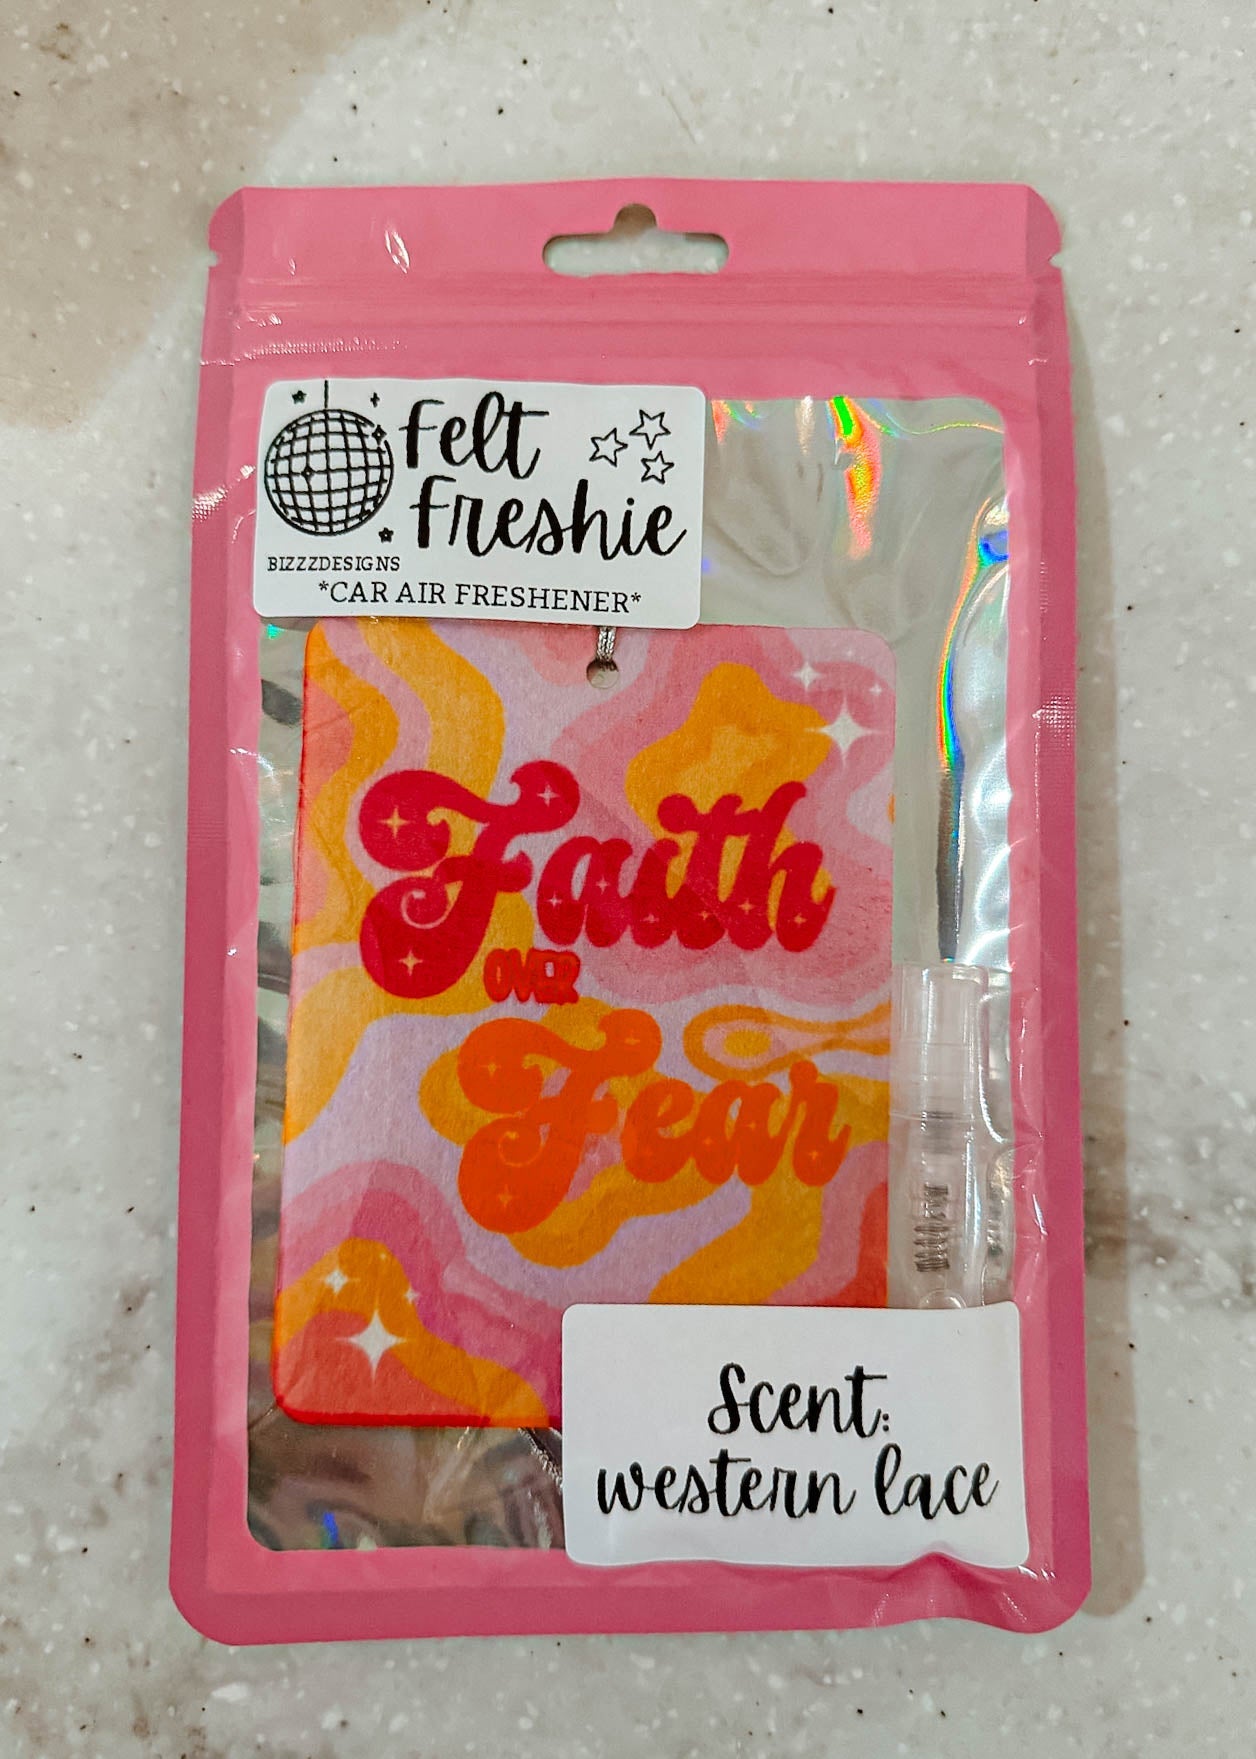 Felt
Freshie
BIZZZDESIGNS
*CAR AIR FRESHENER*
Faith
OVER
Fear
Scent:
western lace